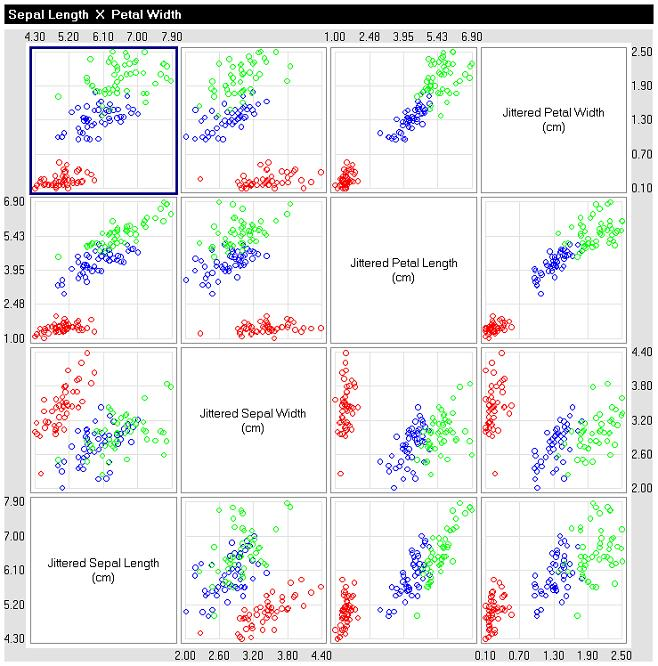 Sepal Length X Petal Width
4.30 5.20 6.10 7.00 7.90 1.00 2.48 3.95 5.43 6.90
2.50
1.90
Jittered Petal Width
(cm)
1.30
0.70
0.10
6.90
5.43
Jittered Petal Length
(cm)
3.95
2.48
1.00
4.40
3.80
Jittered Sepal Width
(cm)
3.20
2.60
2.00
7.90
7.00
Jittered Sepal Length
(cm)
6.10
5.20
4.30
2.00 2.60 3.20 3.80 4.40 0.10 0.70 1.30 1.90 2.50